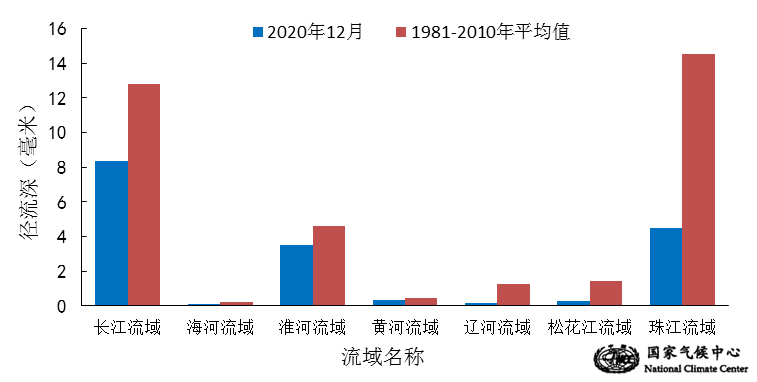 2020年12月 1981-2010年平均值
16
14
12
10
8
6
4
2
0
径流深（毫米）
长江流域 海河流域 淮河流域 黄河流域 辽河流域 松花江流域 珠江流域
流域名称
国家气候中心
National Climate Center